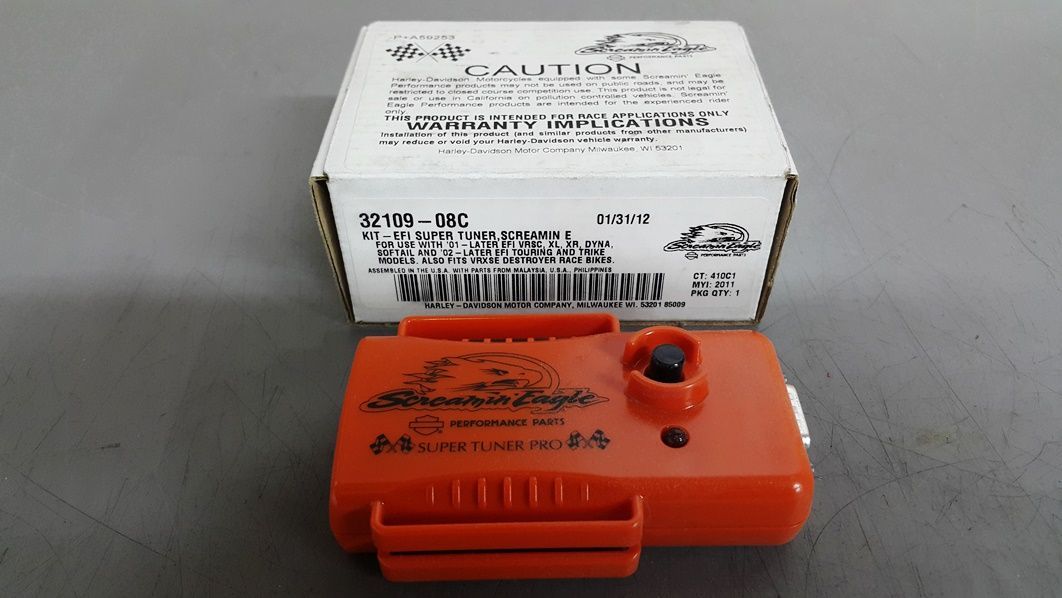 P+A59253
Screamin' Eagle
PERFORMANCE PARTS
CAUTION
Harley-Davidson Motorcycles equipped with some Screamin' Eagle
Performance products may not be used on public roads, and may be
restricted to closed course competition use. This product is not legal for
sale or use in California on pollution controlled vehicles. Screamin'
Eagle Performance products are intended for the experienced rider
only.
THIS PRODUCT IS INTENDED FOR RACE APPLICATIONS ONLY
WARRANTY IMPLICATIONS
Installation of this product (and similar products from other manufacturers)
may reduce or void your Harley-Davidson vehicle warranty.
Harley-Davidson Motor Company Milwaukee, WI 53201
32109-08C 01/31/12
KIT-EFI SUPER TUNER,SCREAMIN E
FOR USE WITH '01-LATER EFI VRSC, XL, XR, DYNA,
SOFTAIL AND '02-LATER EFI TOURING AND TRIKE
MODELS. ALSO FITS VRXSE DESTROYER RACE BIKES.
ASSEMBLED IN THE U.S.A. WITH PARTS FROM MALAYSIA, U.S.A., PHILIPPINES
Screamin' Eagle
PERFORMANCE PARTS
CT: 410C1
MYI: 2011
PKG QTY: 1
HARLEY-DAVIDSON MOTOR COMPANY, MILWAUKEE WI. 53201 85009
Screamin' Eagle
PERFORMANCE PARTS
SUPER TUNER PRO